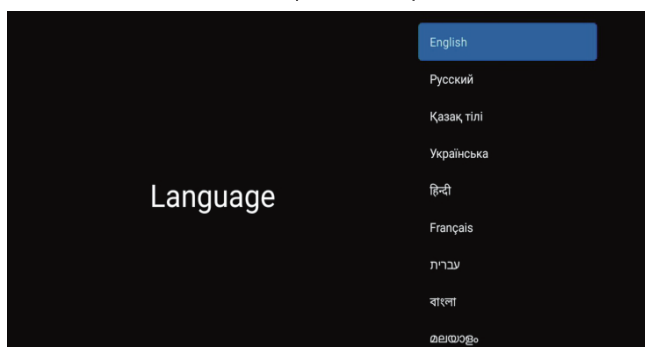 Language
English
Русский
Қазақ тілі
Українська
हिन्दी
Français
עברית
বাংলা
മലയാളം